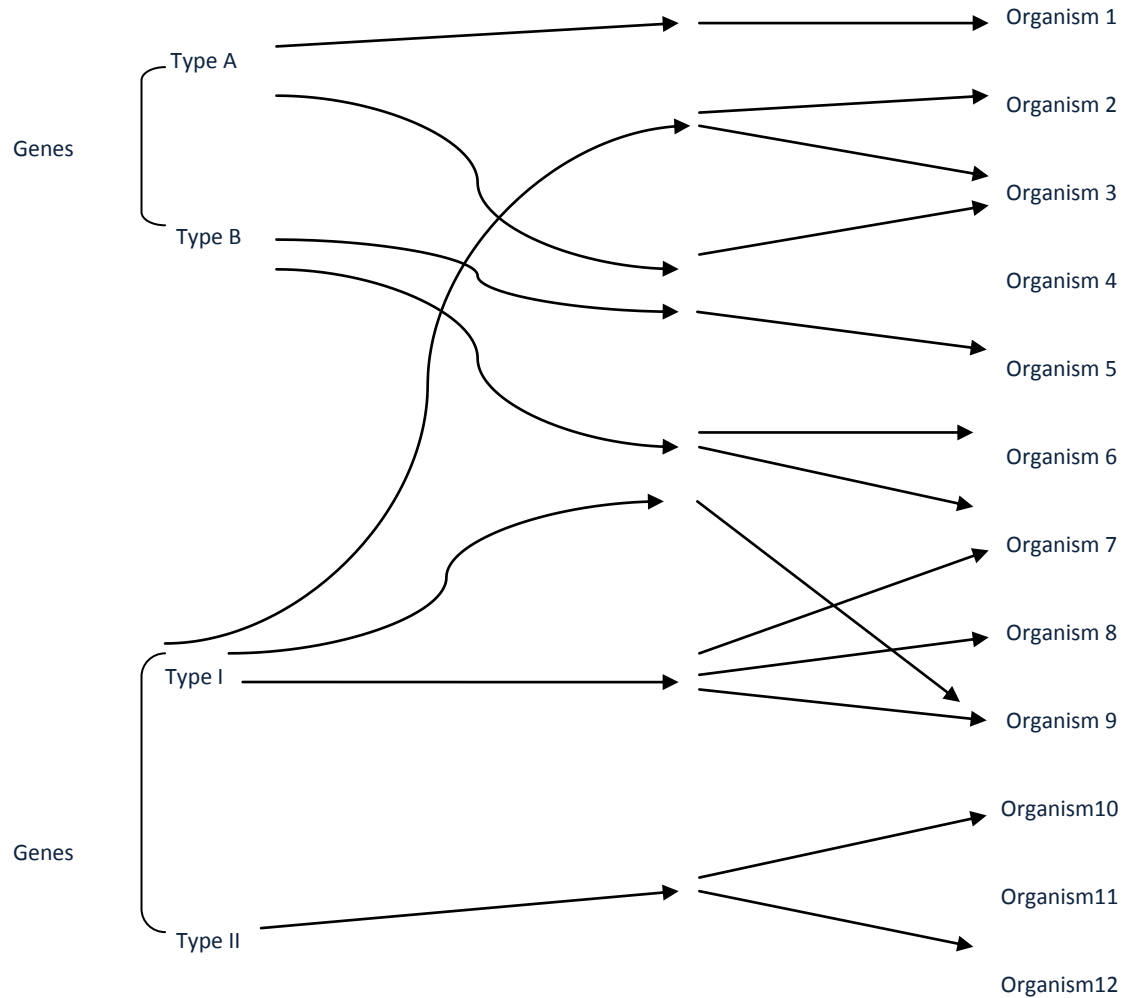 Organism 1
Type A
Organism 2
Genes
Organism 3
Type B
Organism 4
Organism 5
Organism 6
Organism 7
Organism 8
Type I
Organism 9
Organism10
Genes
Organism11
Type II
Organism12